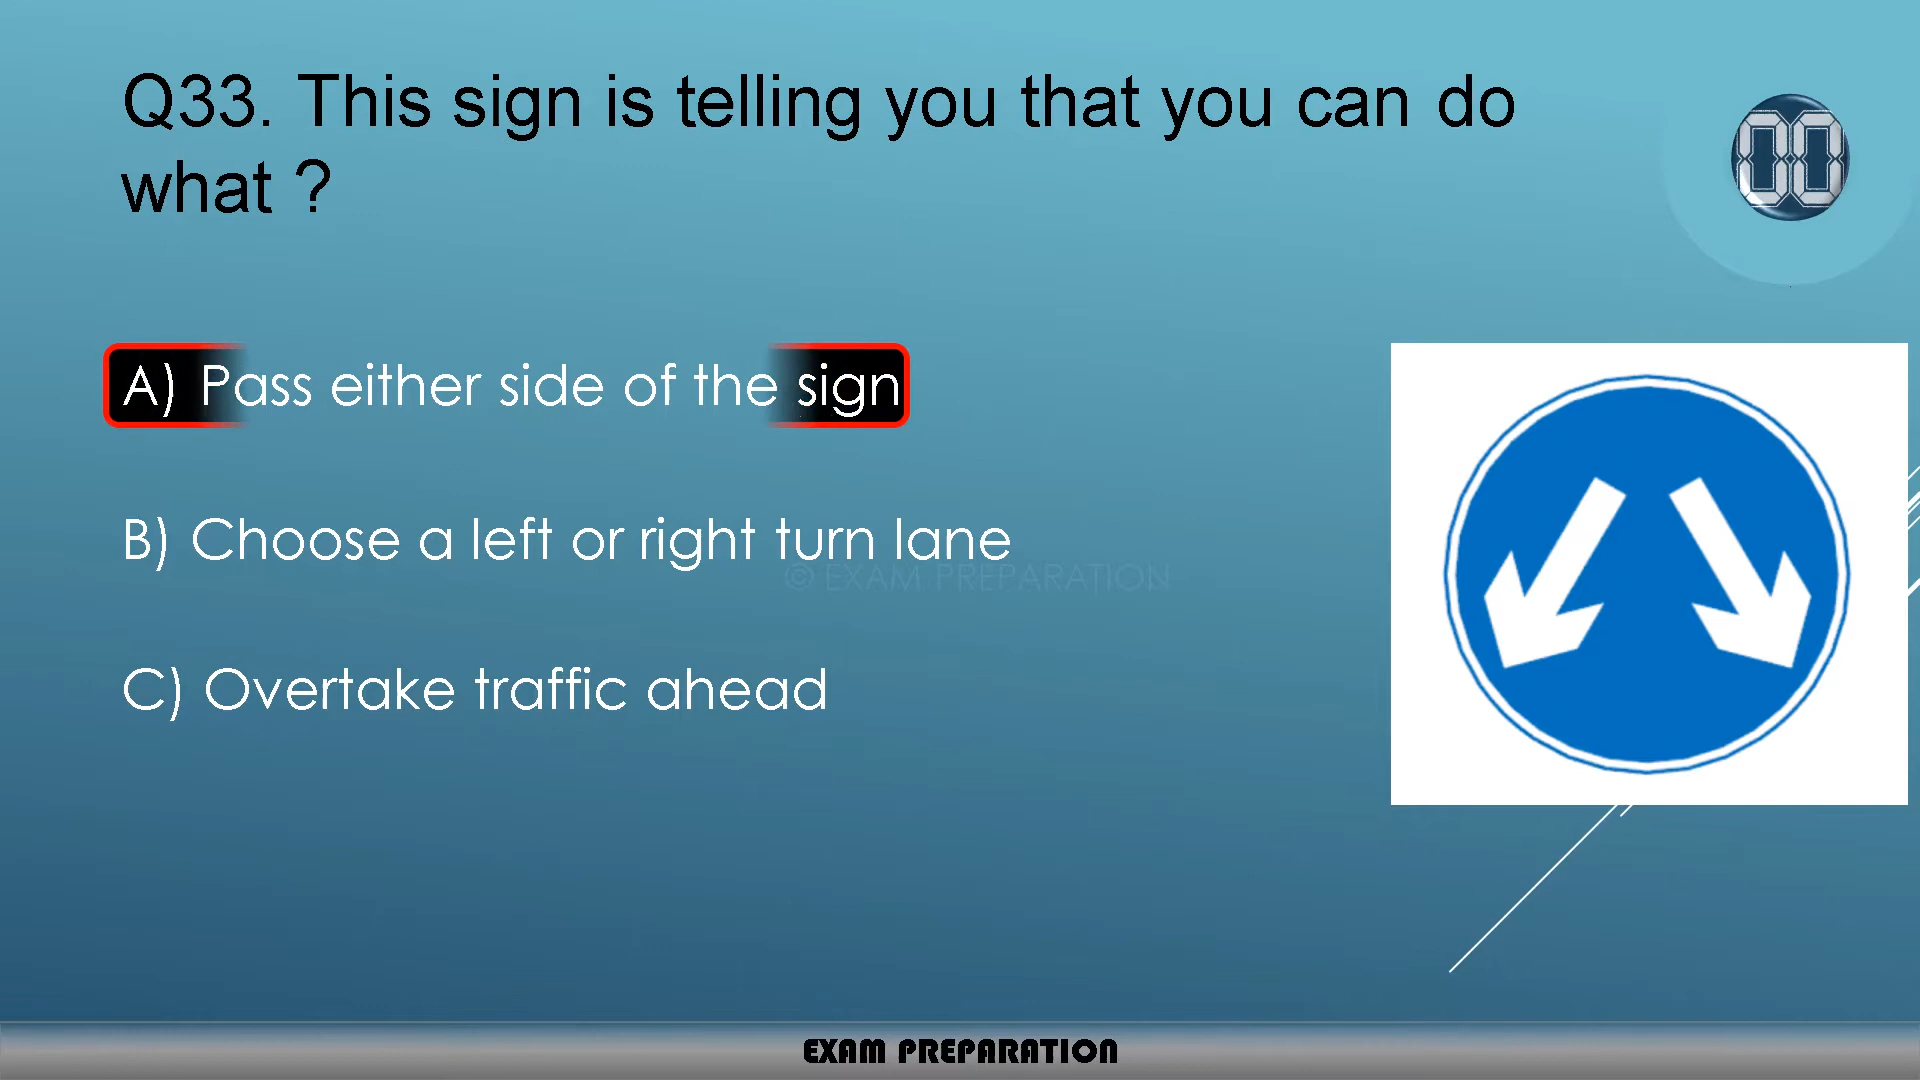 Q33. This sign is telling you that you can do
what ?
00
A) Pass either side of the sign
B) Choose a left or right turn lane
© EXAM PREPARATION
C) Overtake traffic ahead
EXAM PREPARATION